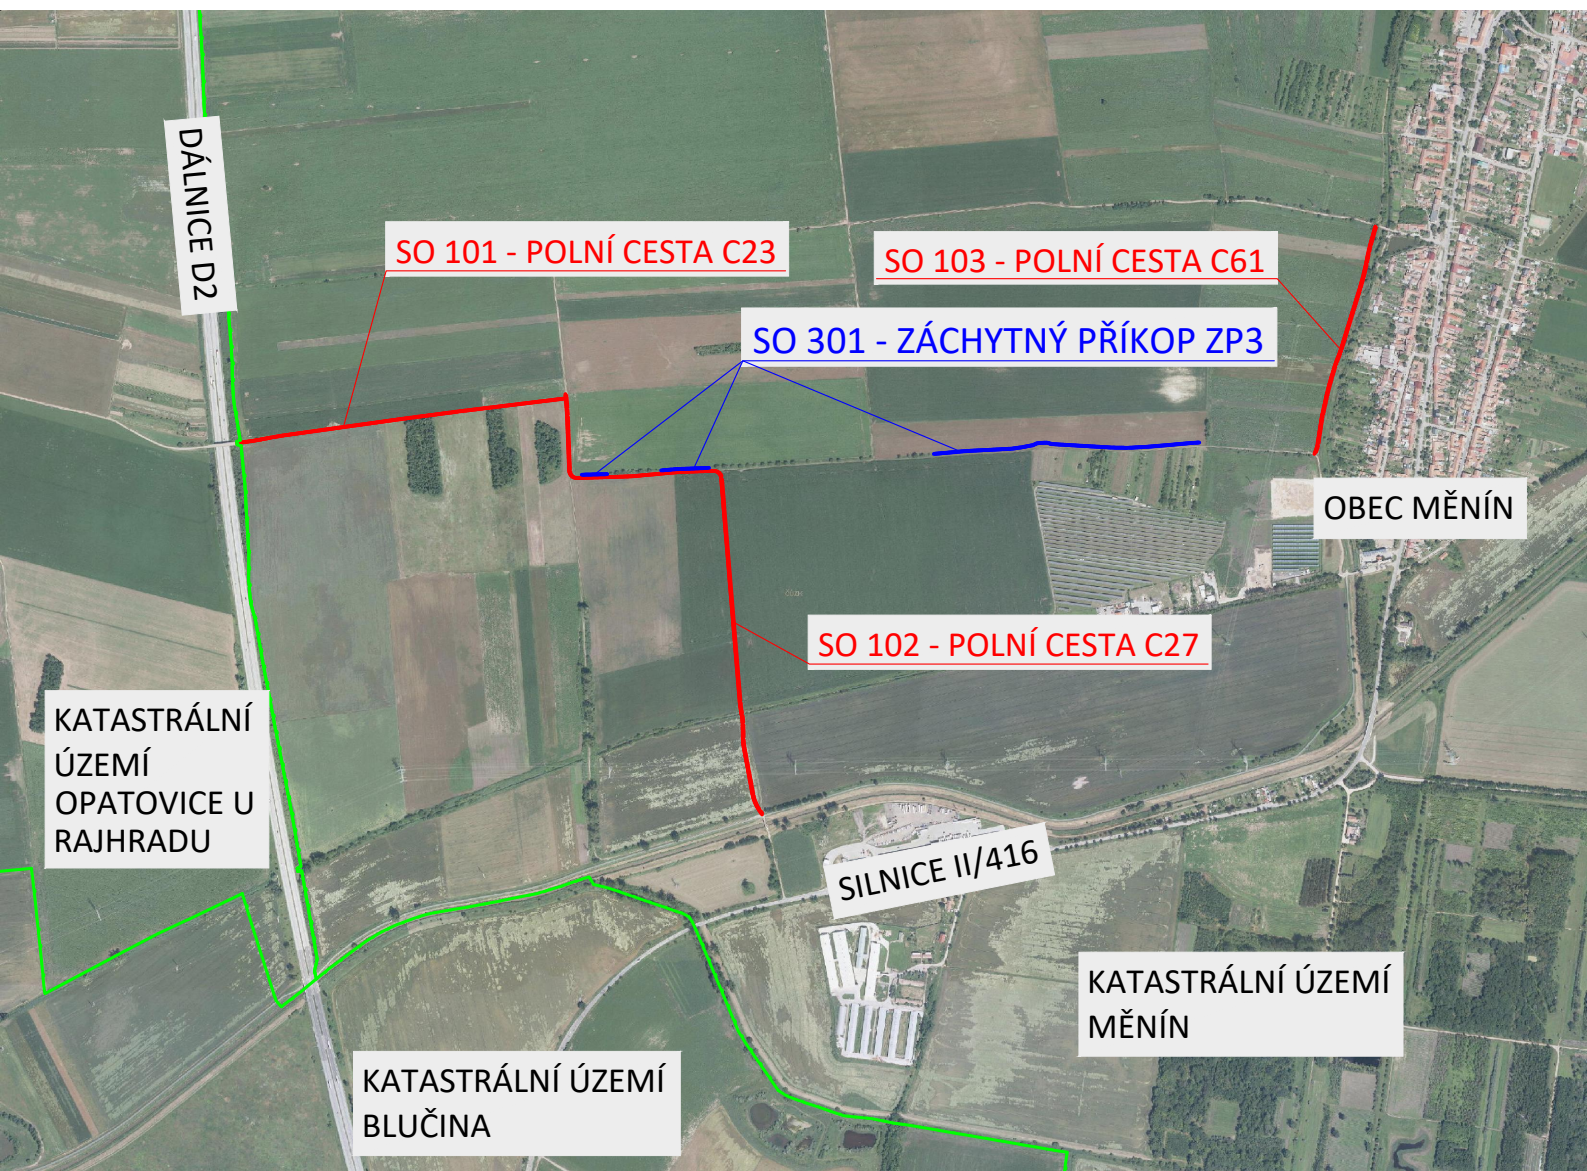 DÁLNICE D2
SO 101 - POLNÍ CESTA C23
SO 103 - POLNÍ CESTA C61
SO 301 - ZÁCHYTNÝ PŘÍKOP ZP3
OBEC MĚNÍN
SO 102 - POLNÍ CESTA C27
KATASTRÁLNÍ
ÚZEMÍ
OPATOVICE U
RAJHRADU
SILNICE II/416
KATASTRÁLNÍ ÚZEMÍ
MĚNÍN
KATASTRÁLNÍ ÚZEMÍ
BLUČINA